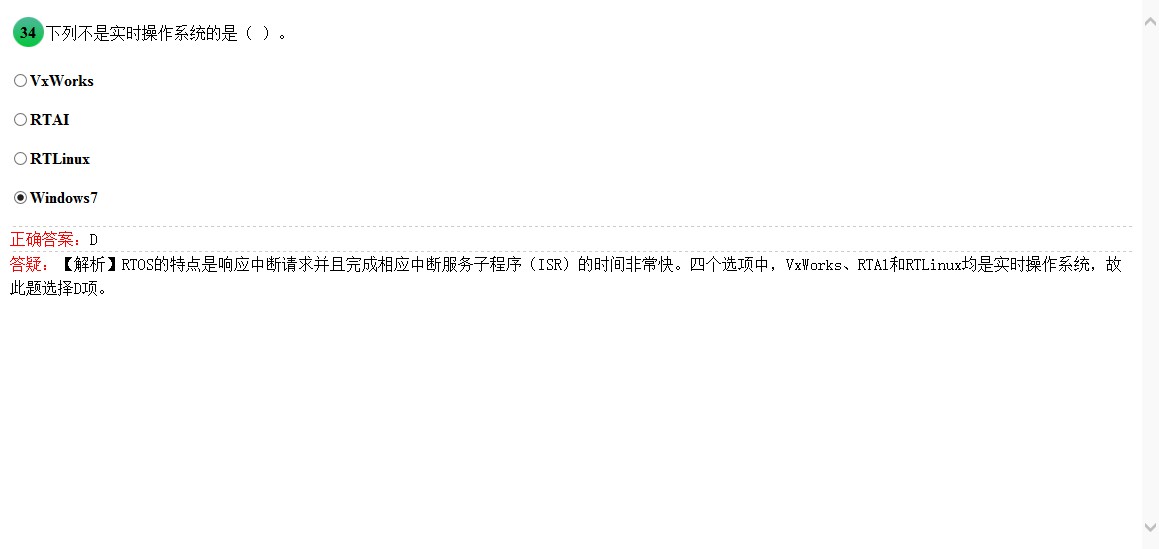 34 下列不是实时操作系统的是（ ）。
VxWorks
RTAI
RTLinux
Windows7
正确答案：D
答疑：【解析】RTOS的特点是响应中断请求并且完成相应中断服务子程序（ISR）的时间非常快。四个选项中，VxWorks、RTA1和RTLinux均是实时操作系统，故
此题选择D项。